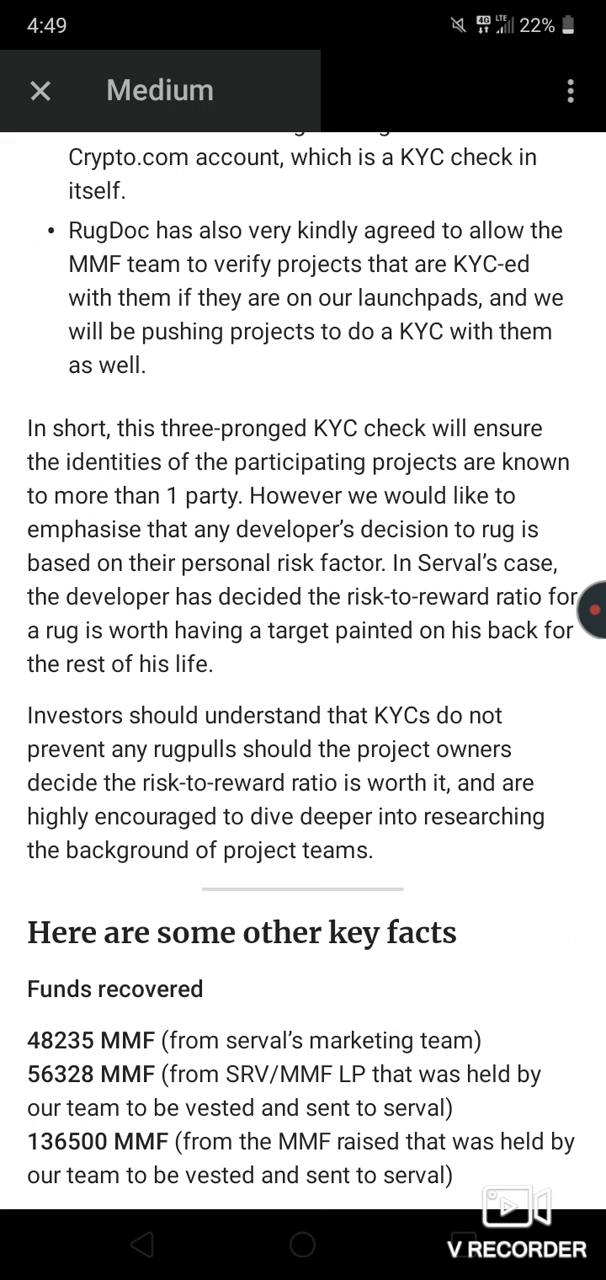 4:49
4G LTE 22%
Medium
Crypto.com account, which is a KYC check in
itself.
• RugDoc has also very kindly agreed to allow the
MMF team to verify projects that are KYC-ed
with them if they are on our launchpads, and we
will be pushing projects to do a KYC with them
as well.
In short, this three-pronged KYC check will ensure
the identities of the participating projects are known
to more than 1 party. However we would like to
emphasise that any developer’s decision to rug is
based on their personal risk factor. In Serval’s case,
the developer has decided the risk-to-reward ratio for
a rug is worth having a target painted on his back for
the rest of his life.
Investors should understand that KYCs do not
prevent any rugpulls should the project owners
decide the risk-to-reward ratio is worth it, and are
highly encouraged to dive deeper into researching
the background of project teams.
Here are some other key facts
Funds recovered
48235 MMF (from serval’s marketing team)
56328 MMF (from SRV/MMF LP that was held by
our team to be vested and sent to serval)
136500 MMF (from the MMF raised that was held by
our team to be vested and sent to serval)
V RECORDER